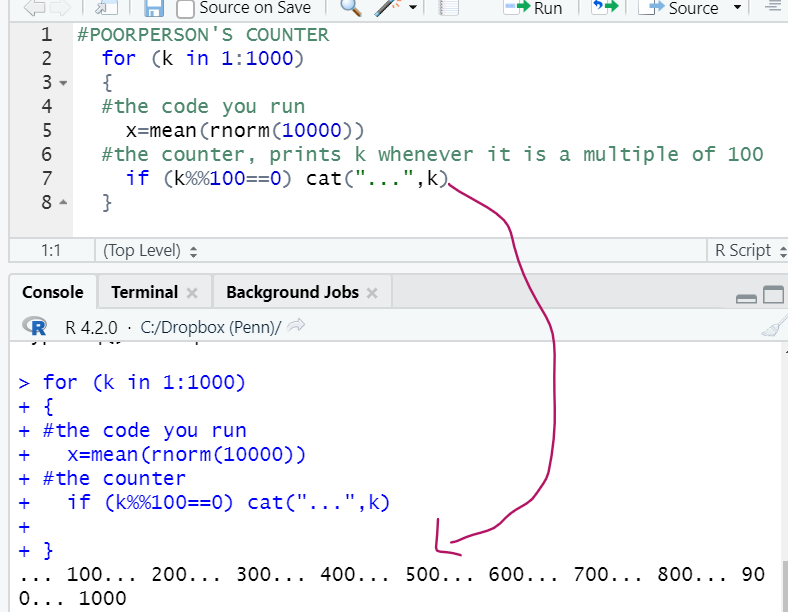 Source on Save Run Source
1 #POORPERSON'S COUNTER
2 for (k in 1:1000)
3 {
4 #the code you run
5 x=mean(rnorm(10000))
6 #the counter, prints k whenever it is a multiple of 100
7 if (k%%100==0) cat("...",k)
8 }
1:1 (Top Level) R Script
Console Terminal Background Jobs
R R 4.2.0 · C:/Dropbox (Penn)/
> for (k in 1:1000)
+ {
+ #the code you run
+ x=mean(rnorm(10000))
+ #the counter
+ if (k%%100==0) cat("...",k)
+
+ }
... 100... 200... 300... 400... 500... 600... 700... 800... 90
0... 1000